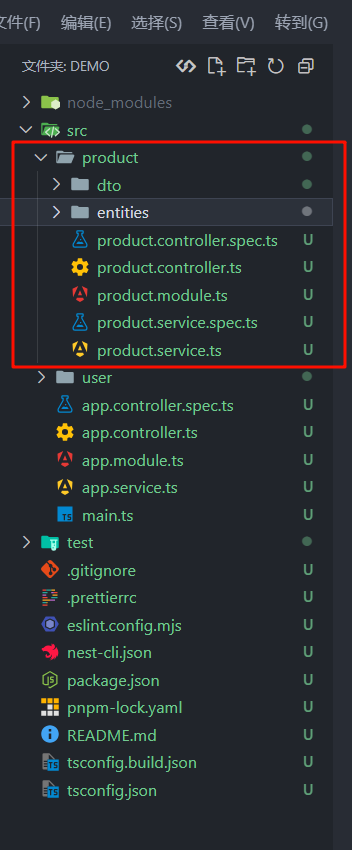 文件(F) 编辑(E) 选择(S) 查看(V) 转到(G)
文件夹: DEMO
node_modules
src
product
dto
entities
product.controller.spec.ts U
product.controller.ts U
product.module.ts U
product.service.spec.ts U
product.service.ts U
user
app.controller.spec.ts U
app.controller.ts U
app.module.ts U
app.service.ts U
TS main.ts U
test
.gitignore U
.prettierrc U
eslint.config.mjs U
nest-cli.json U
JS package.json U
pnpm-lock.yaml U
README.md U
TS tsconfig.build.json U
TS tsconfig.json U